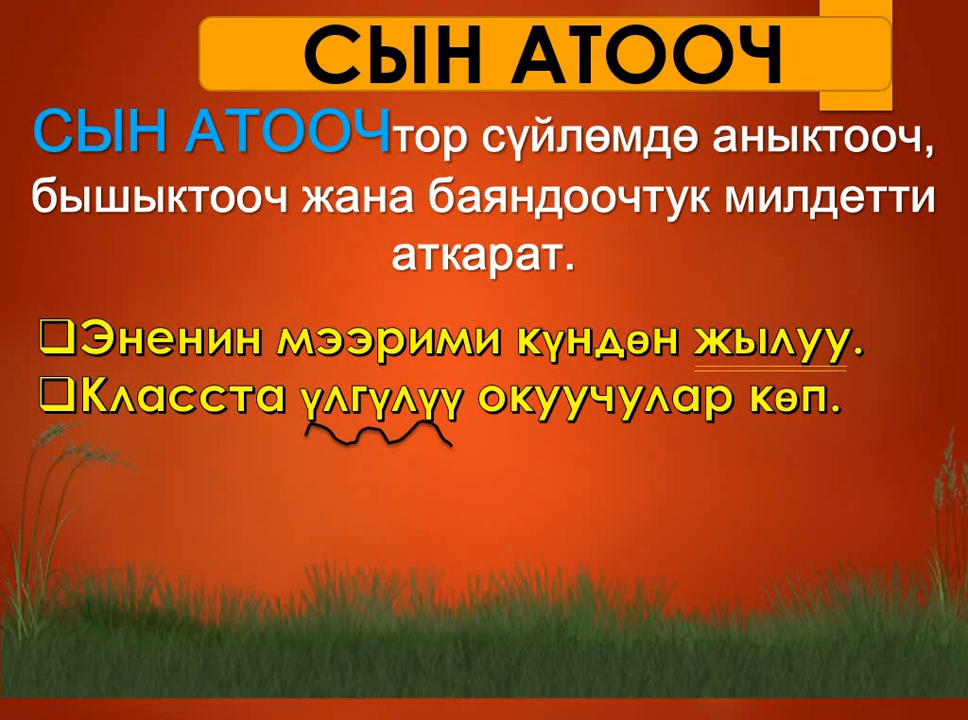 СЫН АТООЧ
СЫН АТООЧтор сүйлөмдө аныктооч,
бышыктооч жана баяндоочтук милдетти
аткарат.
❑Эненин мээрими күндөн жылуу.
❑Класста үлгүлүү окуучулар көп.